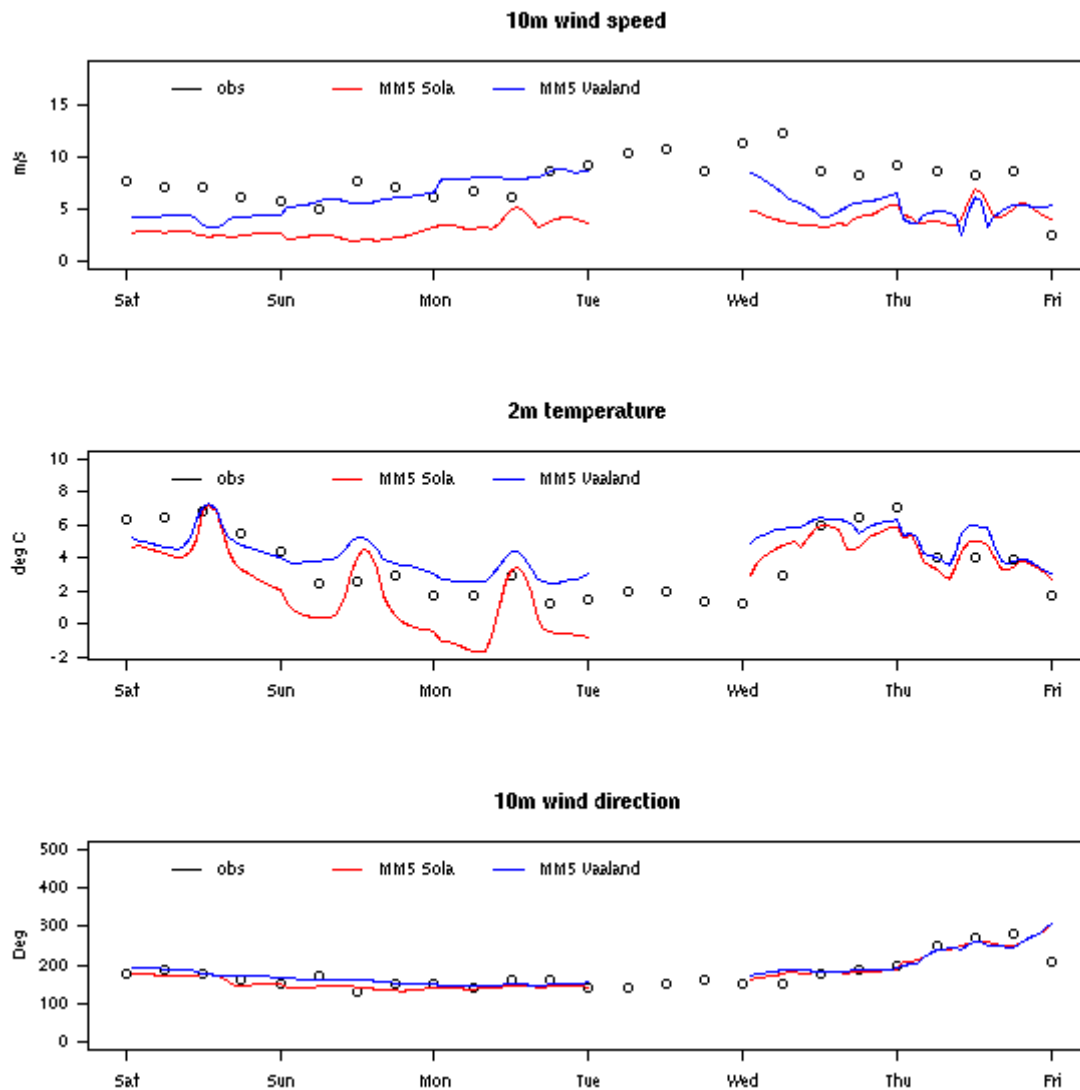 10m wind speed
obs MM5 Sola MM5 Vaaland
15
10
5
0
m/s
Sat Sun Mon Tue Wed Thu Fri
2m temperature
10
8
6
4
2
0
-2
obs MM5 Sola MM5 Vaaland
deg C
Sat Sun Mon Tue Wed Thu Fri
10m wind direction
500
400
300
200
100
0
obs MM5 Sola MM5 Vaaland
Deg
Sat Sun Mon Tue Wed Thu Fri